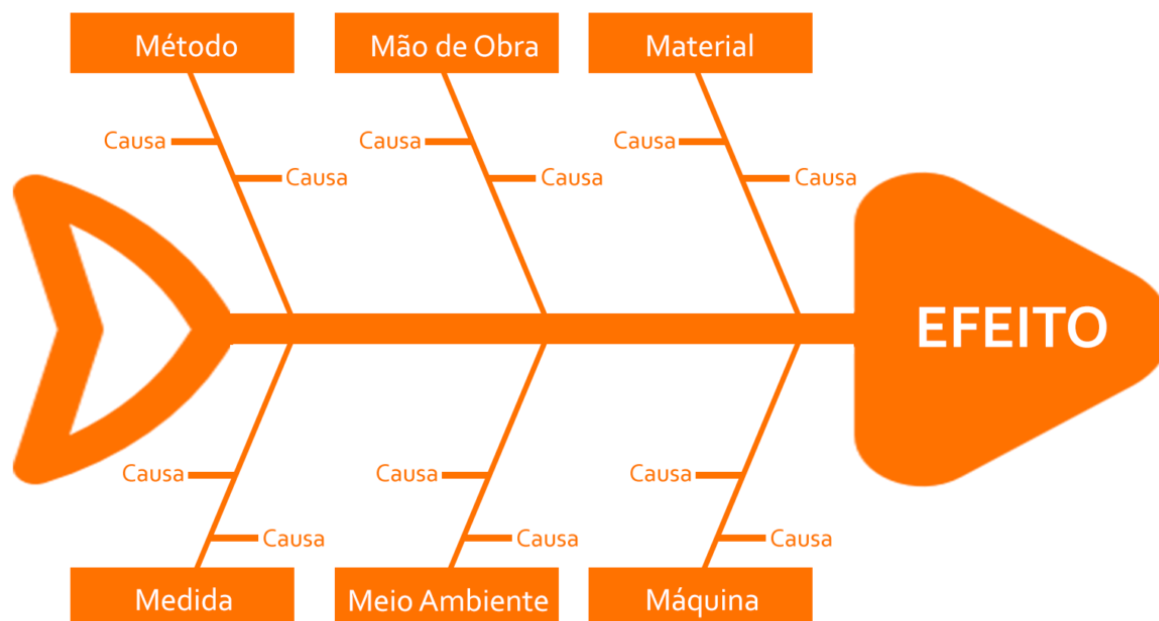 Método
Mão de Obra
Material
Causa
Causa
Causa
Causa
Causa
Causa
EFEITO
Causa
Causa
Causa
Causa
Causa
Causa
Medida
Meio Ambiente
Máquina